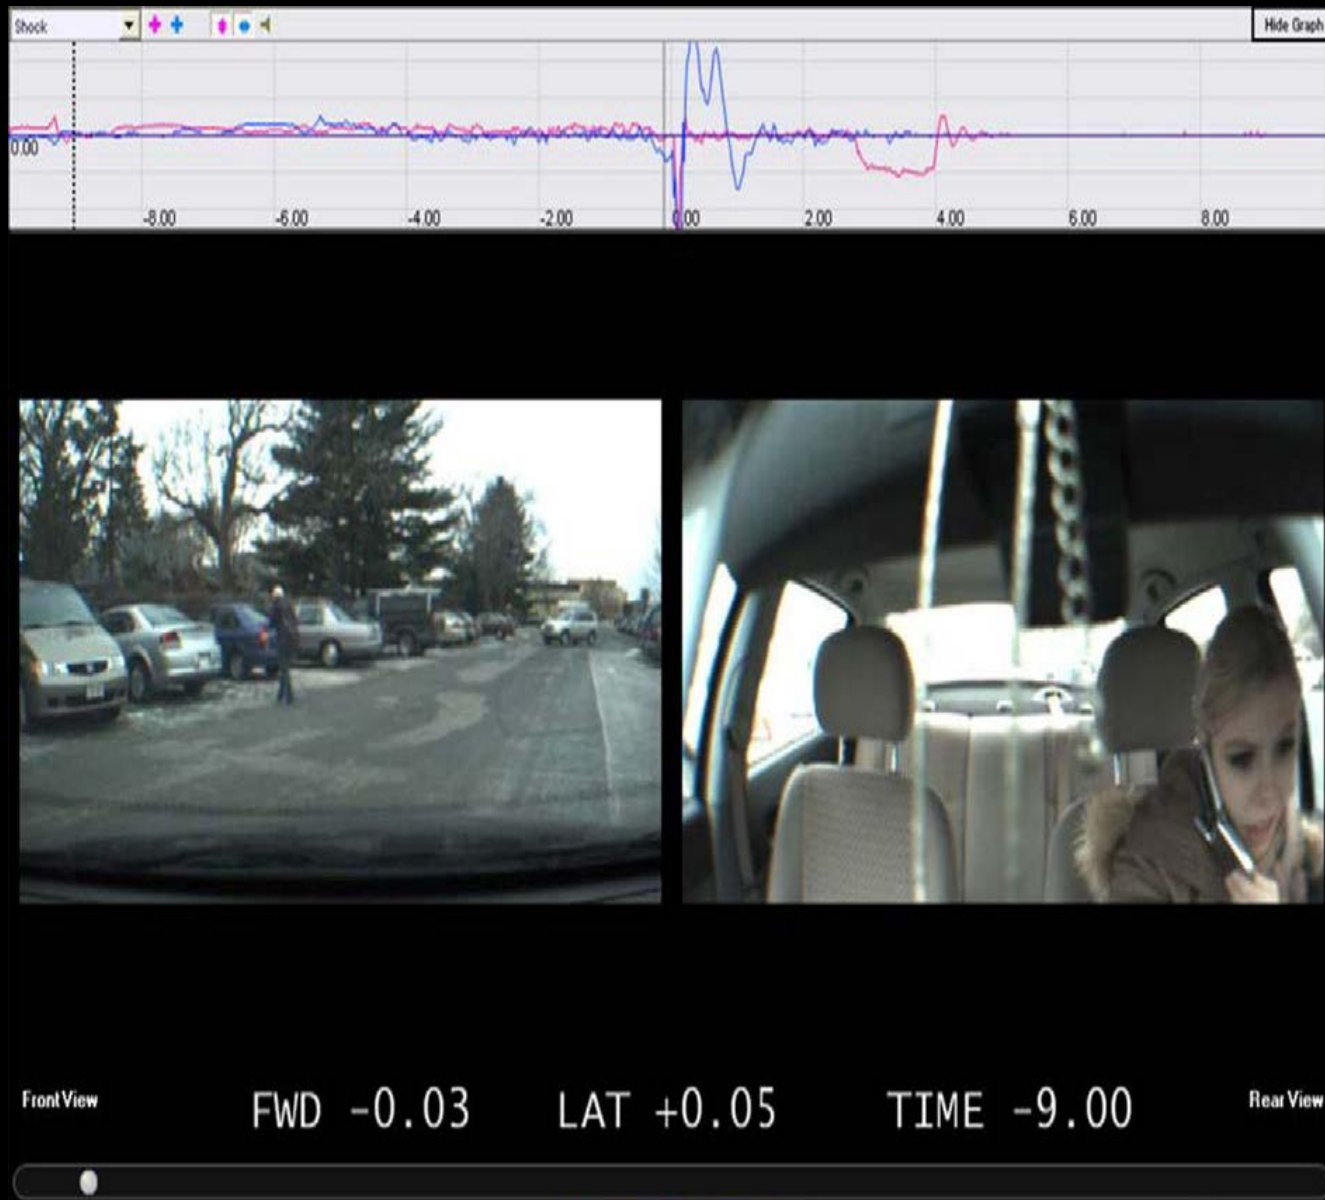 Shock Hide Graph
0.00
-8.00 -6.00 -4.00 -2.00 0.00 2.00 4.00 6.00 8.00
Front View FWD -0.03 LAT +0.05 TIME -9.00 Rear View